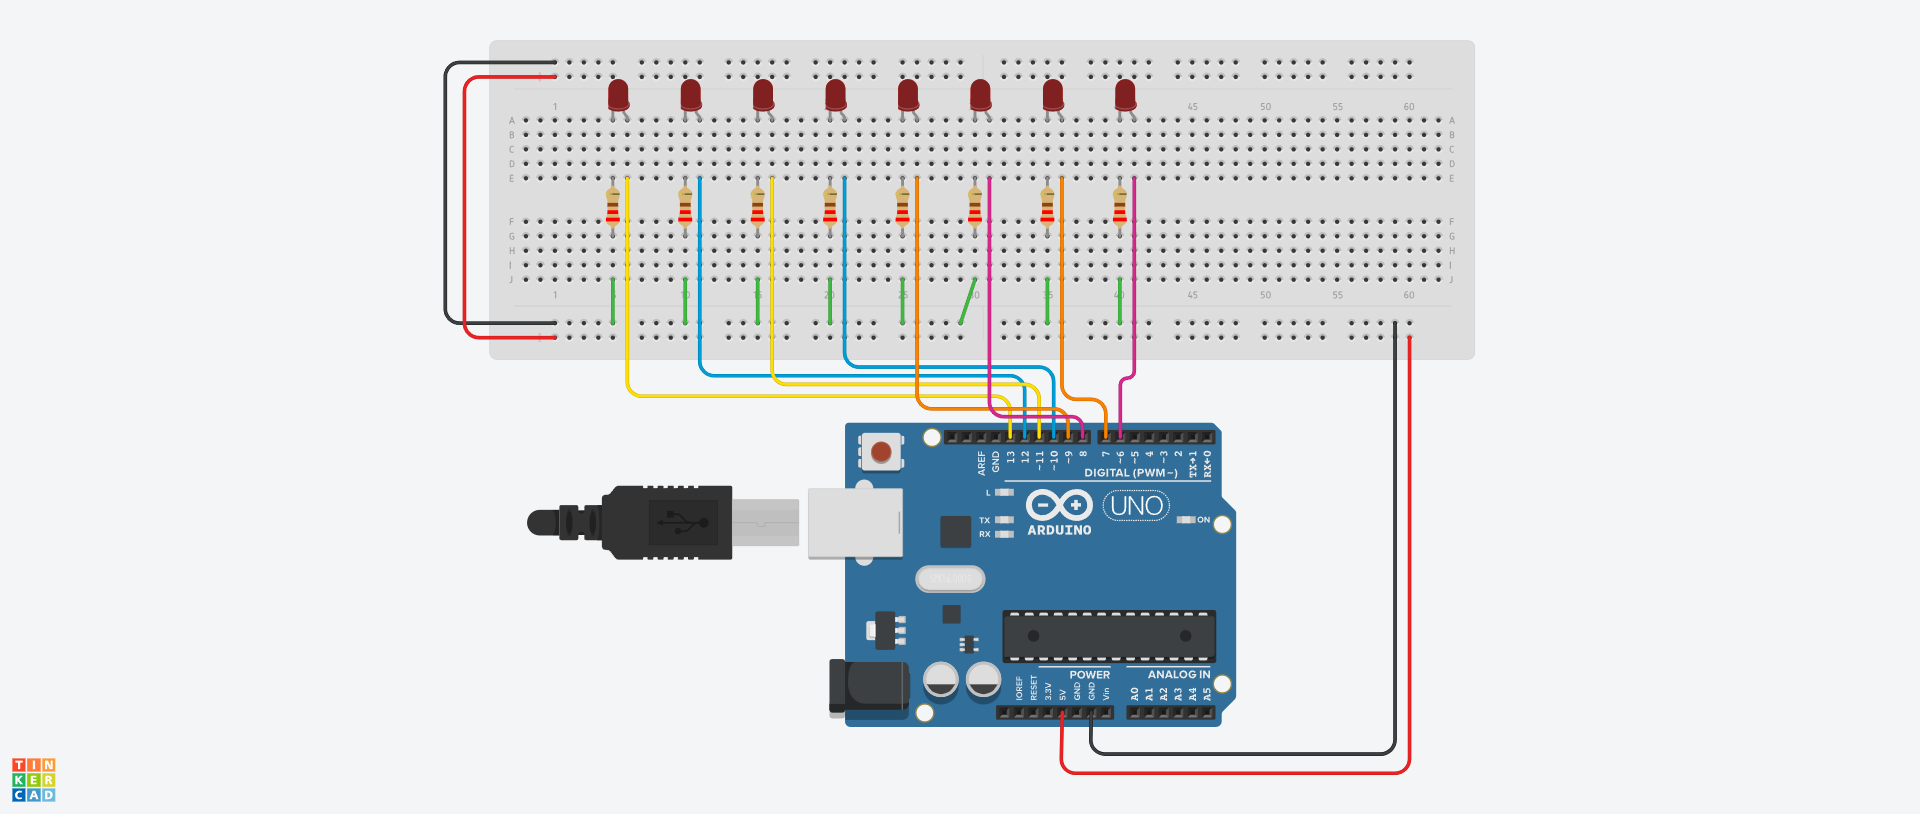 1 45 50 55 60
A A
B B
C C
D D
E E
F F
G G
H H
I I
J J
1 5 10 15 20 25 30 35 40 45 50 55 60
AREF GND 13 12 ~11 ~10 ~9 8 7 ~6 ~5 4 ~3 2 TX→1 RX←0
DIGITAL (PWM~)
L
TX
RX
ARDUINO
UNO
ON
POWER
ANALOG IN
IOREF RESET 3.3V 5V GND GND Vin A0 A1 A2 A3 A4 A5
TIN
KER
CAD